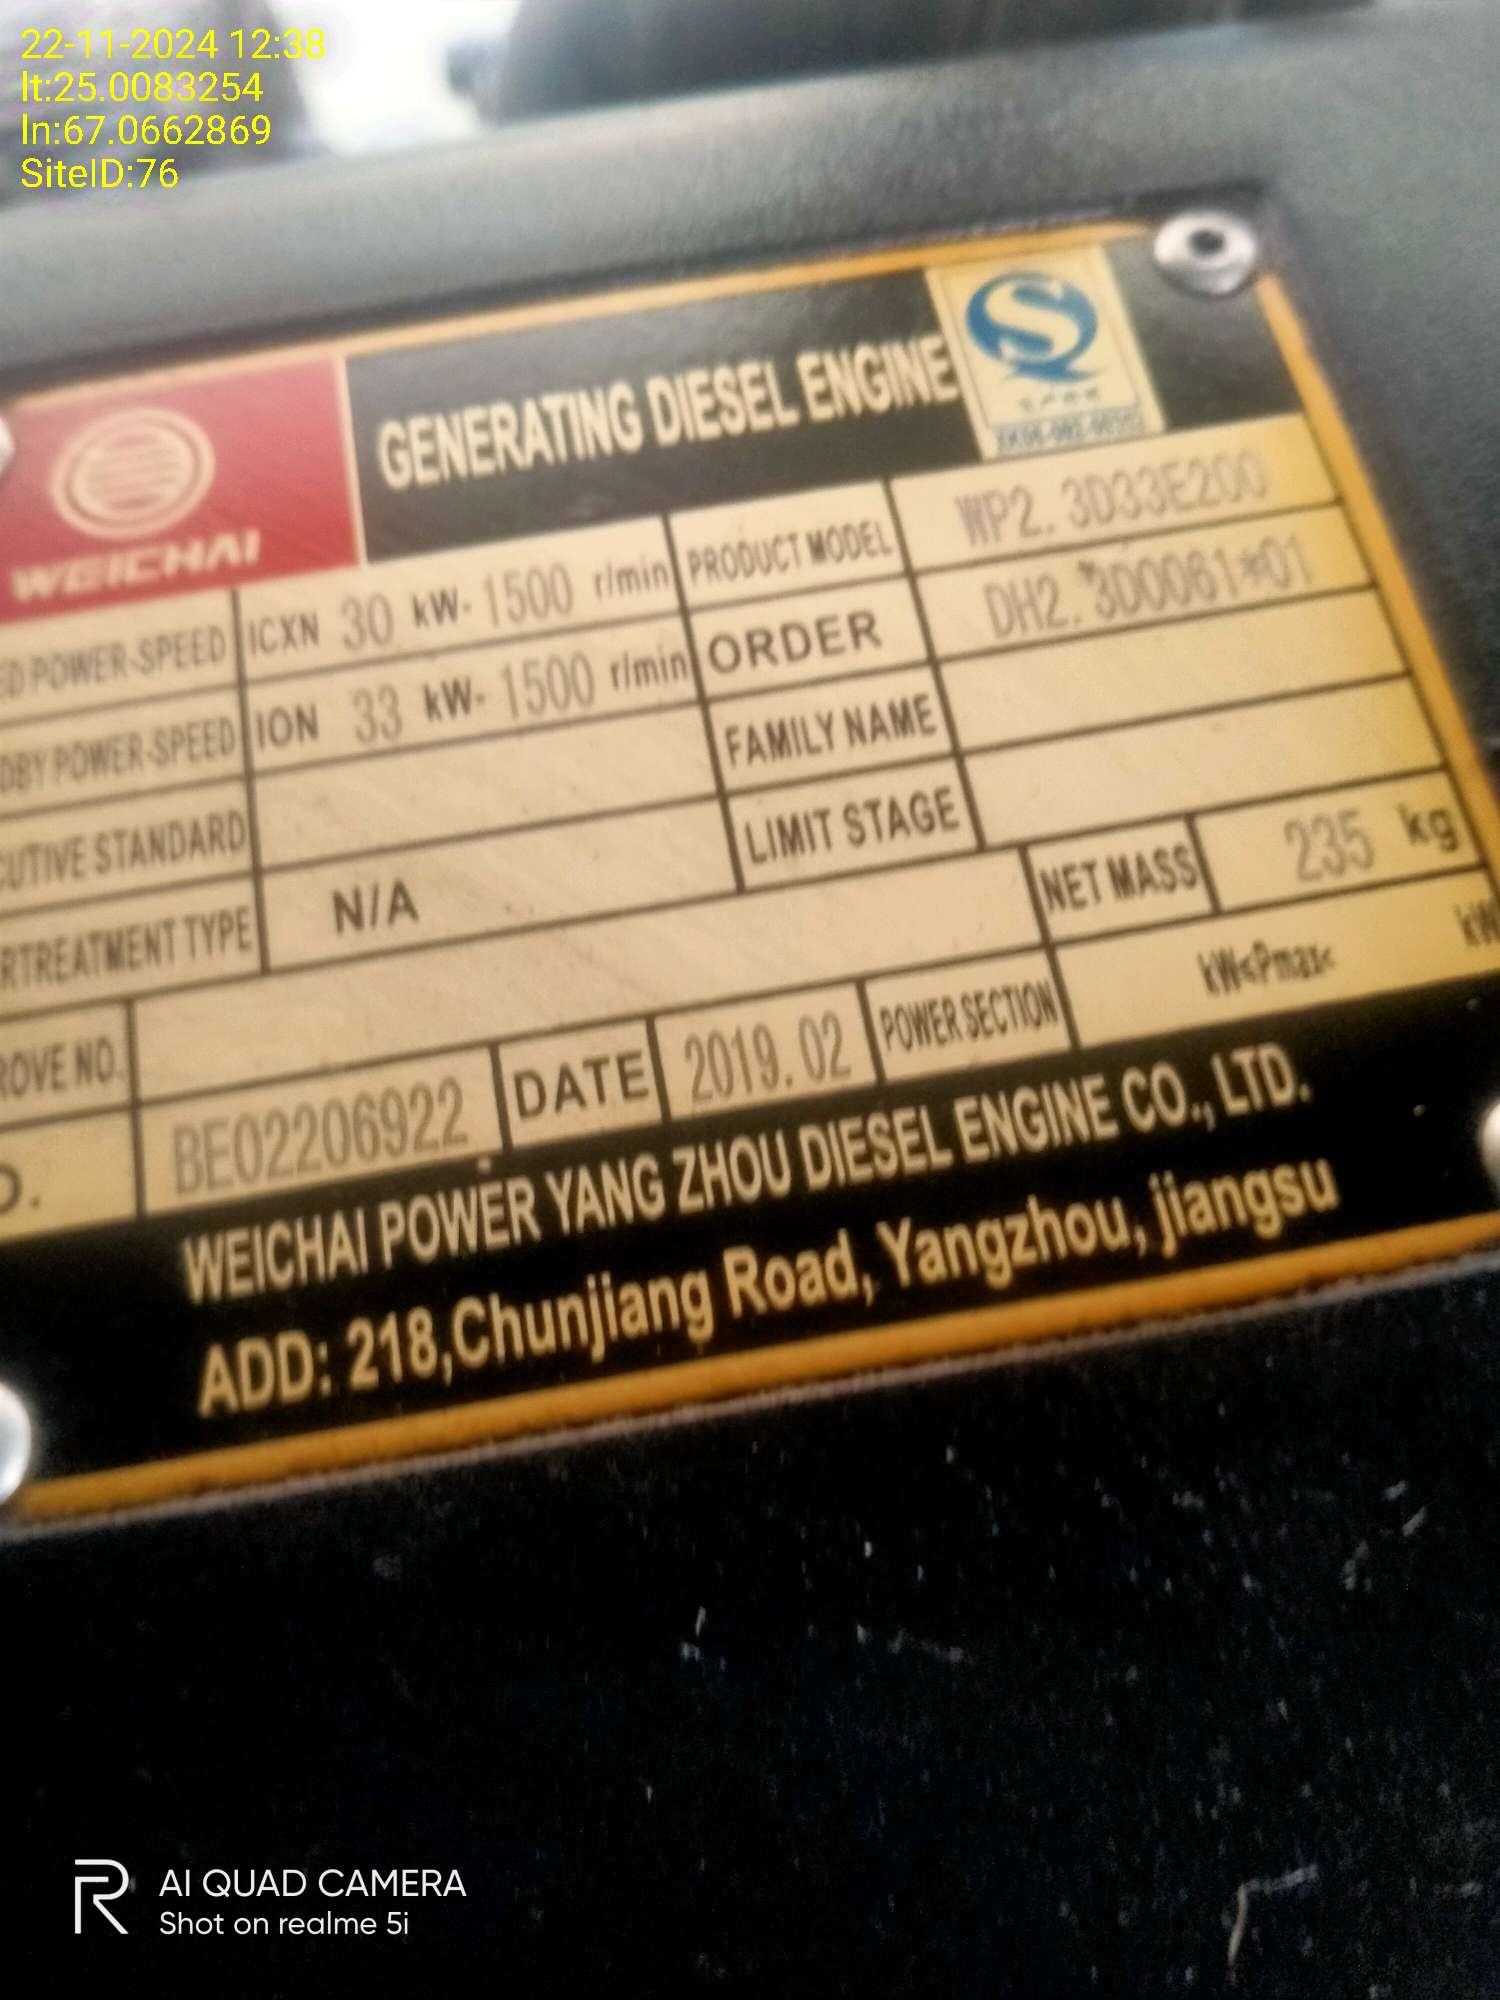 22-11-2024 12:38
lt:25.0083254
ln:67.0662869
SiteID:76
WEICHAI
GENERATING DIESEL ENGINE
ED POWER-SPEED ICXN 30 kW- 1500 r/min PRODUCT MODEL WP2.3D33E200
DBY POWER-SPEED ION 33 kW- 1500 r/min ORDER DH2.3D0061*01
CUTIVE STANDARD FAMILY NAME
RTREATMENT TYPE N/A LIMIT STAGE
NET MASS 235 kg
ROVE NO. POWER SECTION kW<Pmax< kW
O. BE02206922 DATE 2019.02
WEICHAI POWER YANG ZHOU DIESEL ENGINE CO., LTD.
ADD: 218,Chunjiang Road, Yangzhou, jiangsu
AI QUAD CAMERA
Shot on realme 5i